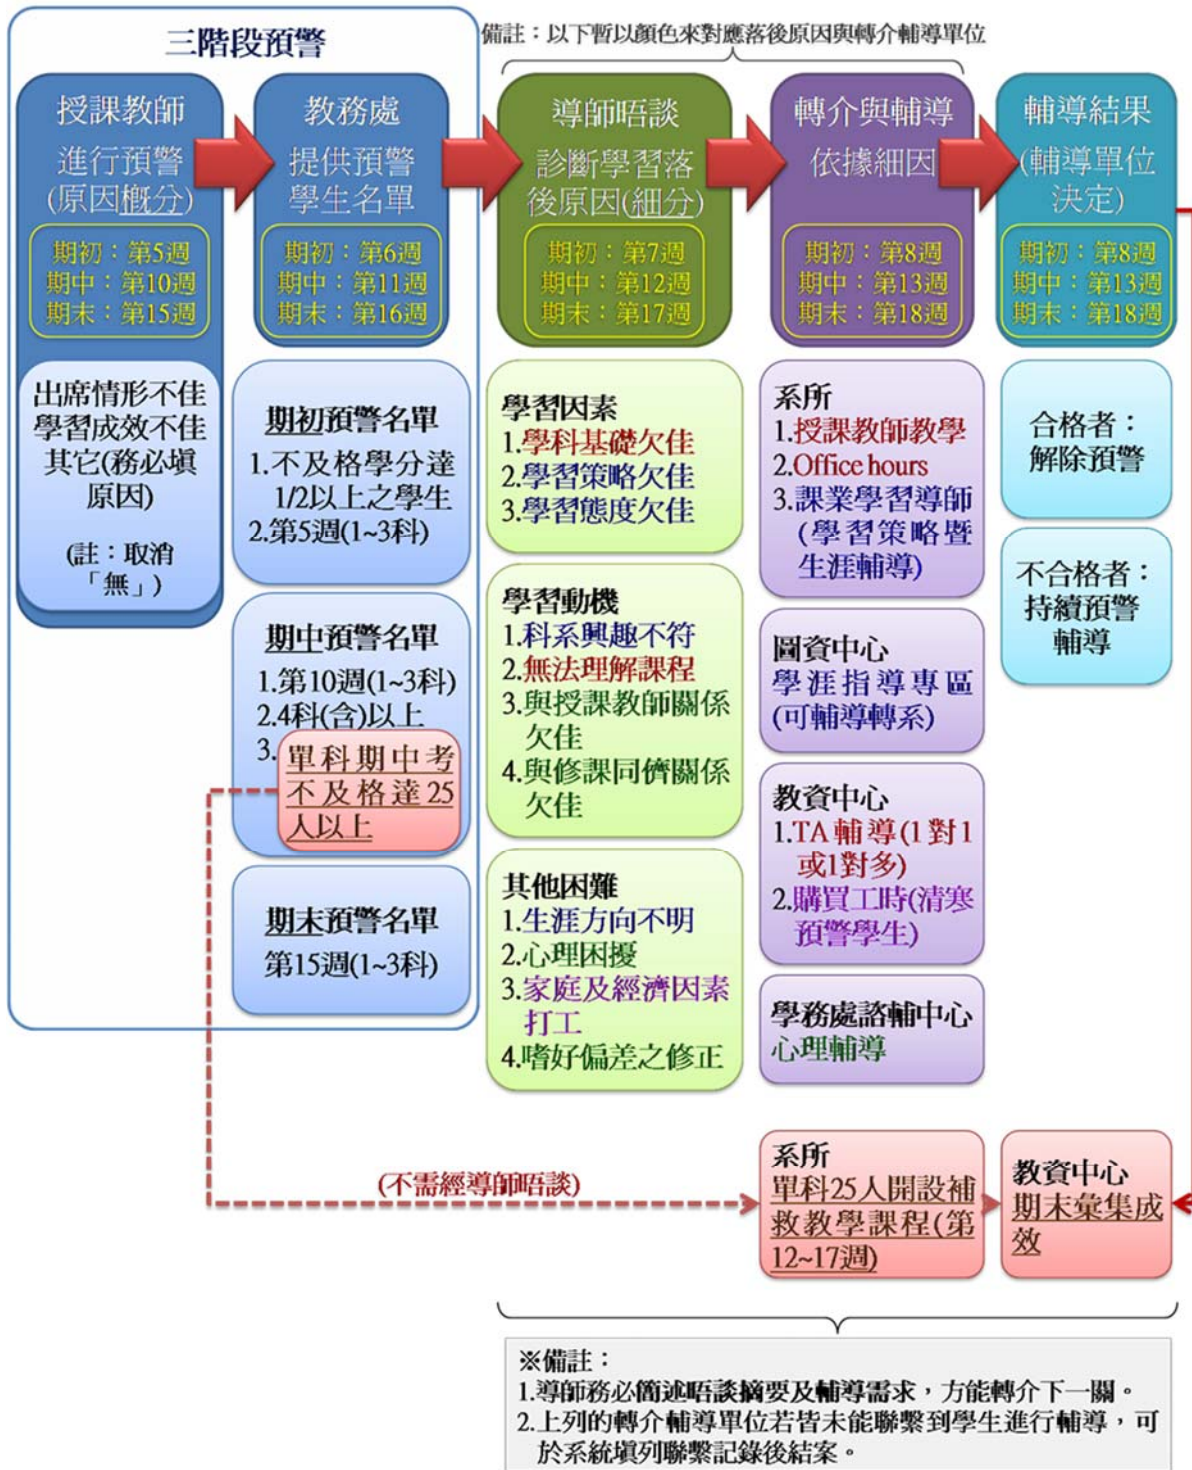 三階段預警
備註：以下暫以顏色來對應落後原因與轉介輔導單位
授課教師
進行預警
(原因概分)
期初：第5週
期中：第10週
期末：第15週
出席情形不佳
學習成效不佳
其它(務必填
原因)
(註：取消
「無」)
教務處
提供預警
學生名單
期初：第6週
期中：第11週
期末：第16週
期初預警名單
1.不及格學分達
1/2以上之學生
2.第5週(1~3科)
期中預警名單
1.第10週(1~3科)
2.4科(含)以上
3.
單科期中考
不及格達25
人以上
期末預警名單
第15週(1~3科)
導師晤談
診斷學習落
後原因(細分)
期初：第7週
期中：第12週
期末：第17週
學習因素
1.學科基礎欠佳
2.學習策略欠佳
3.學習態度欠佳
學習動機
1.科系興趣不符
2.無法理解課程
3.與授課教師關係
欠佳
4.與修課同儕關係
欠佳
其他困難
1.生涯方向不明
2.心理困擾
3.家庭及經濟因素
打工
4.嗜好偏差之修正
轉介與輔導
依據細因
期初：第8週
期中：第13週
期末：第18週
系所
1.授課教師教學
2.Office hours
3.課業學習導師
(學習策略暨
生涯輔導)
圖資中心
學涯指導專區
(可輔導轉系)
教資中心
1.TA輔導(1對1
或1對多)
2.購買工時(清寒
預警學生)
學務處諮輔中心
心理輔導
輔導結果
(輔導單位
決定)
期初：第8週
期中：第13週
期末：第18週
合格者：
解除預警
不合格者：
持續預警
輔導
(不需經導師晤談)
系所
單科25人開設補
救教學課程(第
12~17週)
教資中心
期末彙集成
效
※備註：
1.導師務必簡述晤談摘要及輔導需求，方能轉介下一關。
2.上列的轉介輔導單位若皆未能聯繫到學生進行輔導，可
於系統填列聯繫記錄後結案。